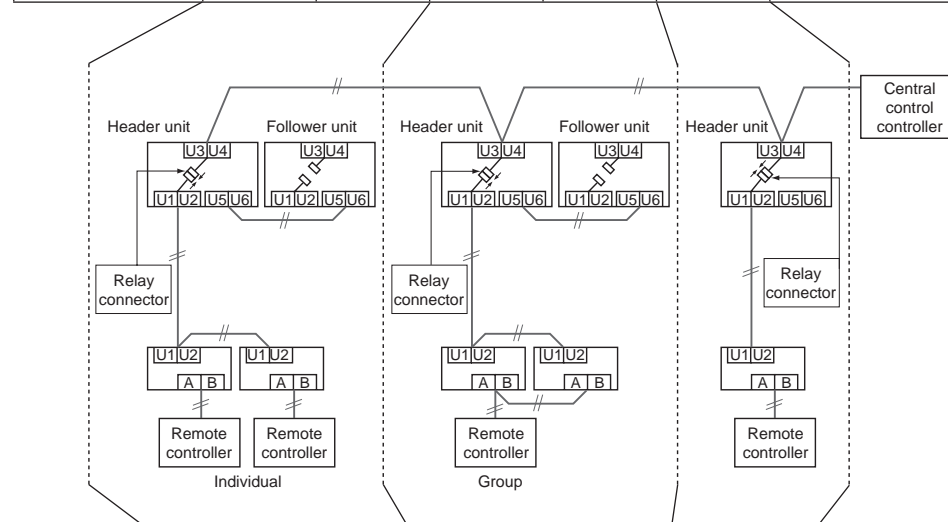 Central
control
controller
Header unit Follower unit Header unit Follower unit Header unit
U3 U4 U3 U4 U3 U4 U3 U4 U3 U4
U1 U2 U5 U6 U1 U2 U5 U6 U1 U2 U5 U6 U1 U2 U5 U6 U1 U2 U5 U6
Relay
connector
Relay
connector
Relay
connector
U1 U2 U1 U2 U1 U2 U1 U2 U1 U2
A B A B A B A B A B
Remote
controller
Remote
controller
Remote
controller
Remote
controller
Individual Group